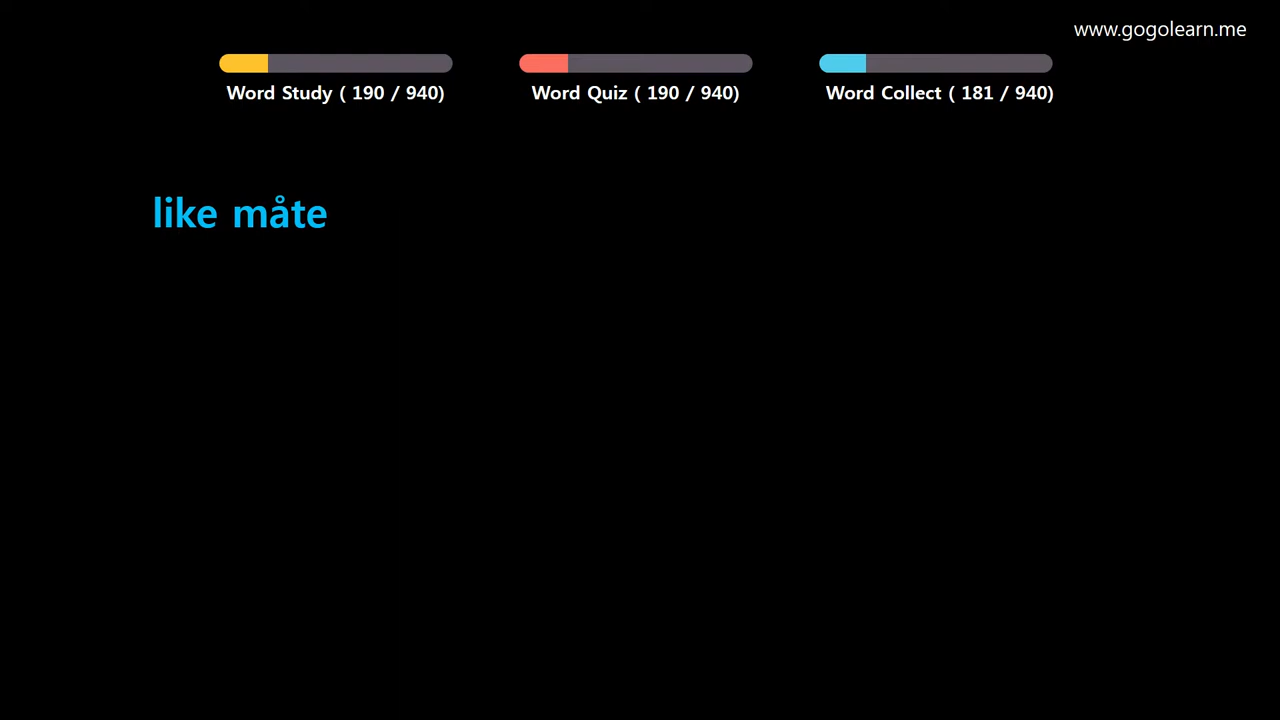 www.gogolearn.me
Word Study ( 190 / 940)
Word Quiz ( 190 / 940)
Word Collect ( 181 / 940)
like måte